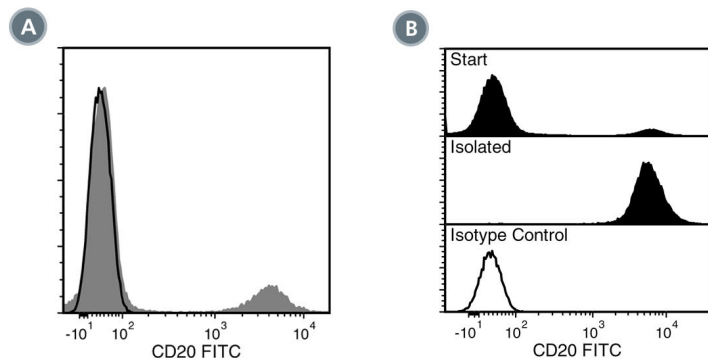 A
B
Start
Isolated
Isotype Control
-10¹ 10² 10³ 10⁴
CD20 FITC
-10¹ 10² 10³ 10⁴
CD20 FITC